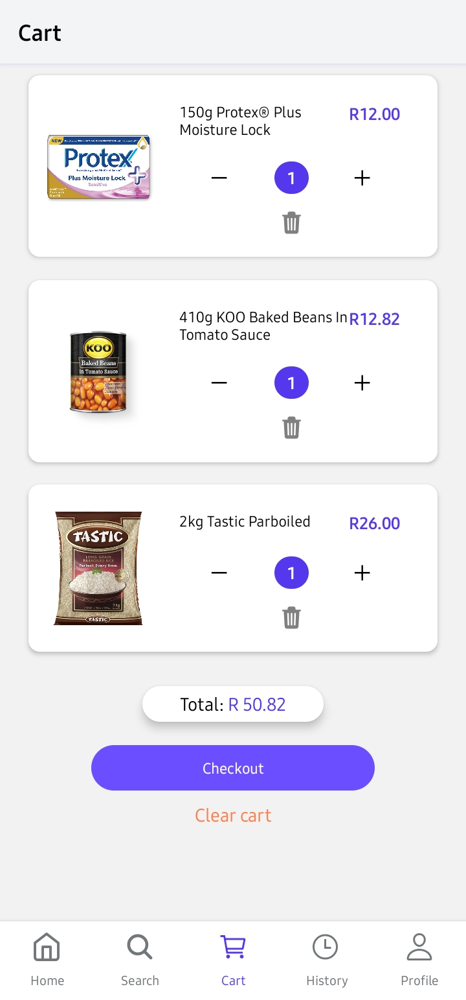 Cart
150g Protex® Plus
Moisture Lock
R12.00
NEW
Protex
Plus Moisture Lock
Sensitive
1
410g KOO Baked Beans In
Tomato Sauce
R12.82
KOO
Baked Beans
in Tomato Sauce
1
2kg Tastic Parboiled
R26.00
TASTIC
LONG GRAIN
PARBOILED RICE
Perfect. Every time.
2kg
TASTIC
1
Total: R 50.82
Checkout
Clear cart
Home
Search
Cart
History
Profile